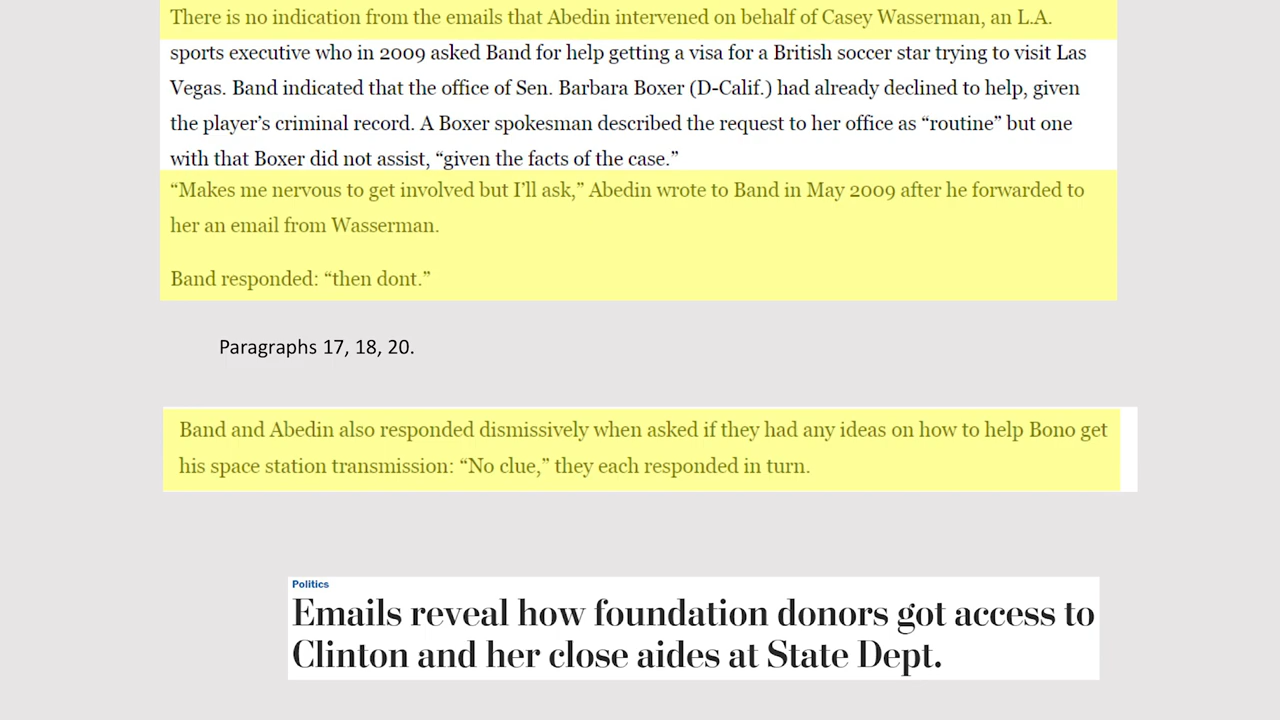 There is no indication from the emails that Abedin intervened on behalf of Casey Wasserman, an L.A.
sports executive who in 2009 asked Band for help getting a visa for a British soccer star trying to visit Las
Vegas. Band indicated that the office of Sen. Barbara Boxer (D-Calif.) had already declined to help, given
the player’s criminal record. A Boxer spokesman described the request to her office as “routine” but one
with that Boxer did not assist, “given the facts of the case.”
“Makes me nervous to get involved but I’ll ask,” Abedin wrote to Band in May 2009 after he forwarded to
her an email from Wasserman.
Band responded: “then dont.”
Paragraphs 17, 18, 20.
Band and Abedin also responded dismissively when asked if they had any ideas on how to help Bono get
his space station transmission: “No clue,” they each responded in turn.
Politics
Emails reveal how foundation donors got access to
Clinton and her close aides at State Dept.